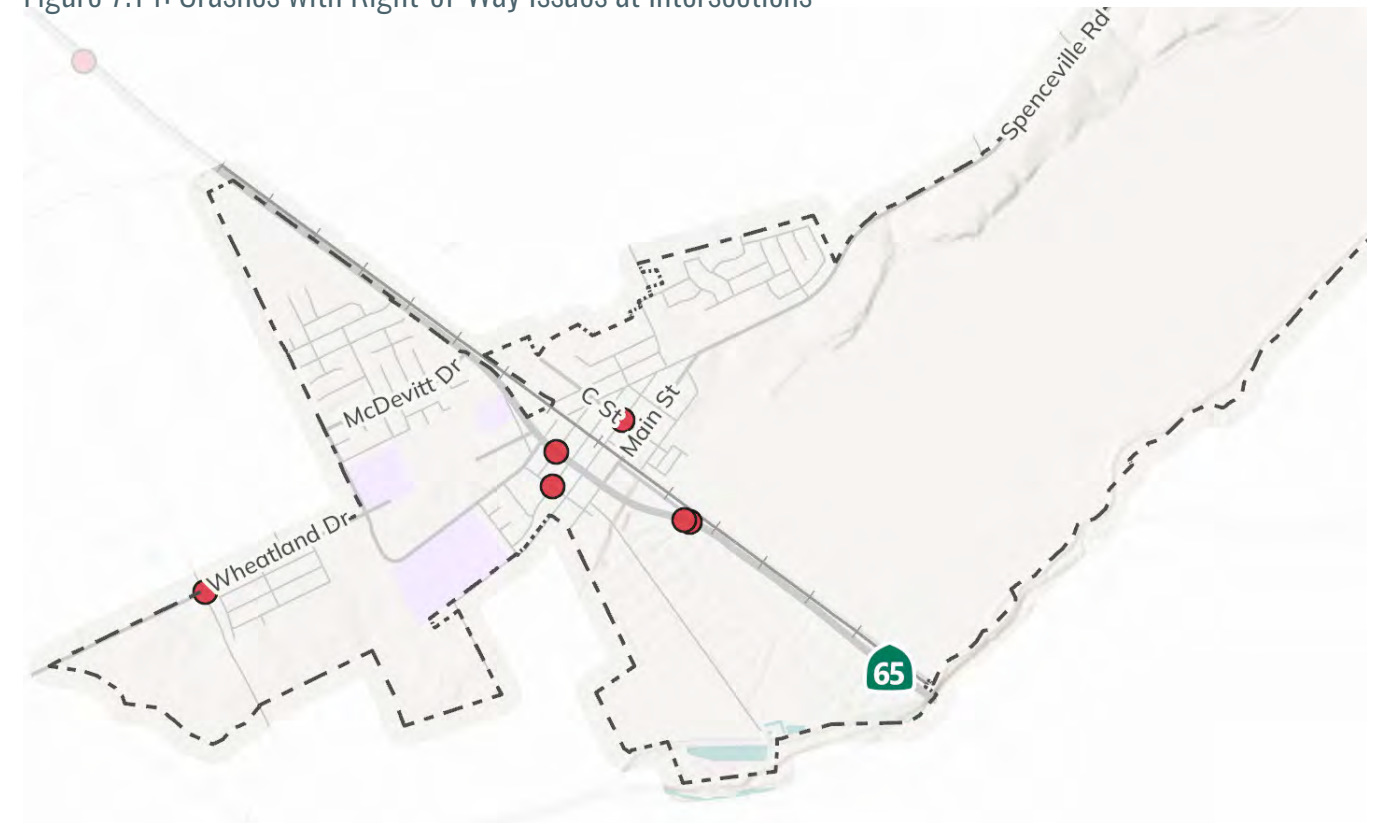 Figure 7.14: Crashes with Right-of-Way Issues at Intersections
Spenceville Rd
McDevitt Dr
C St
Main St
Wheatland Dr
65